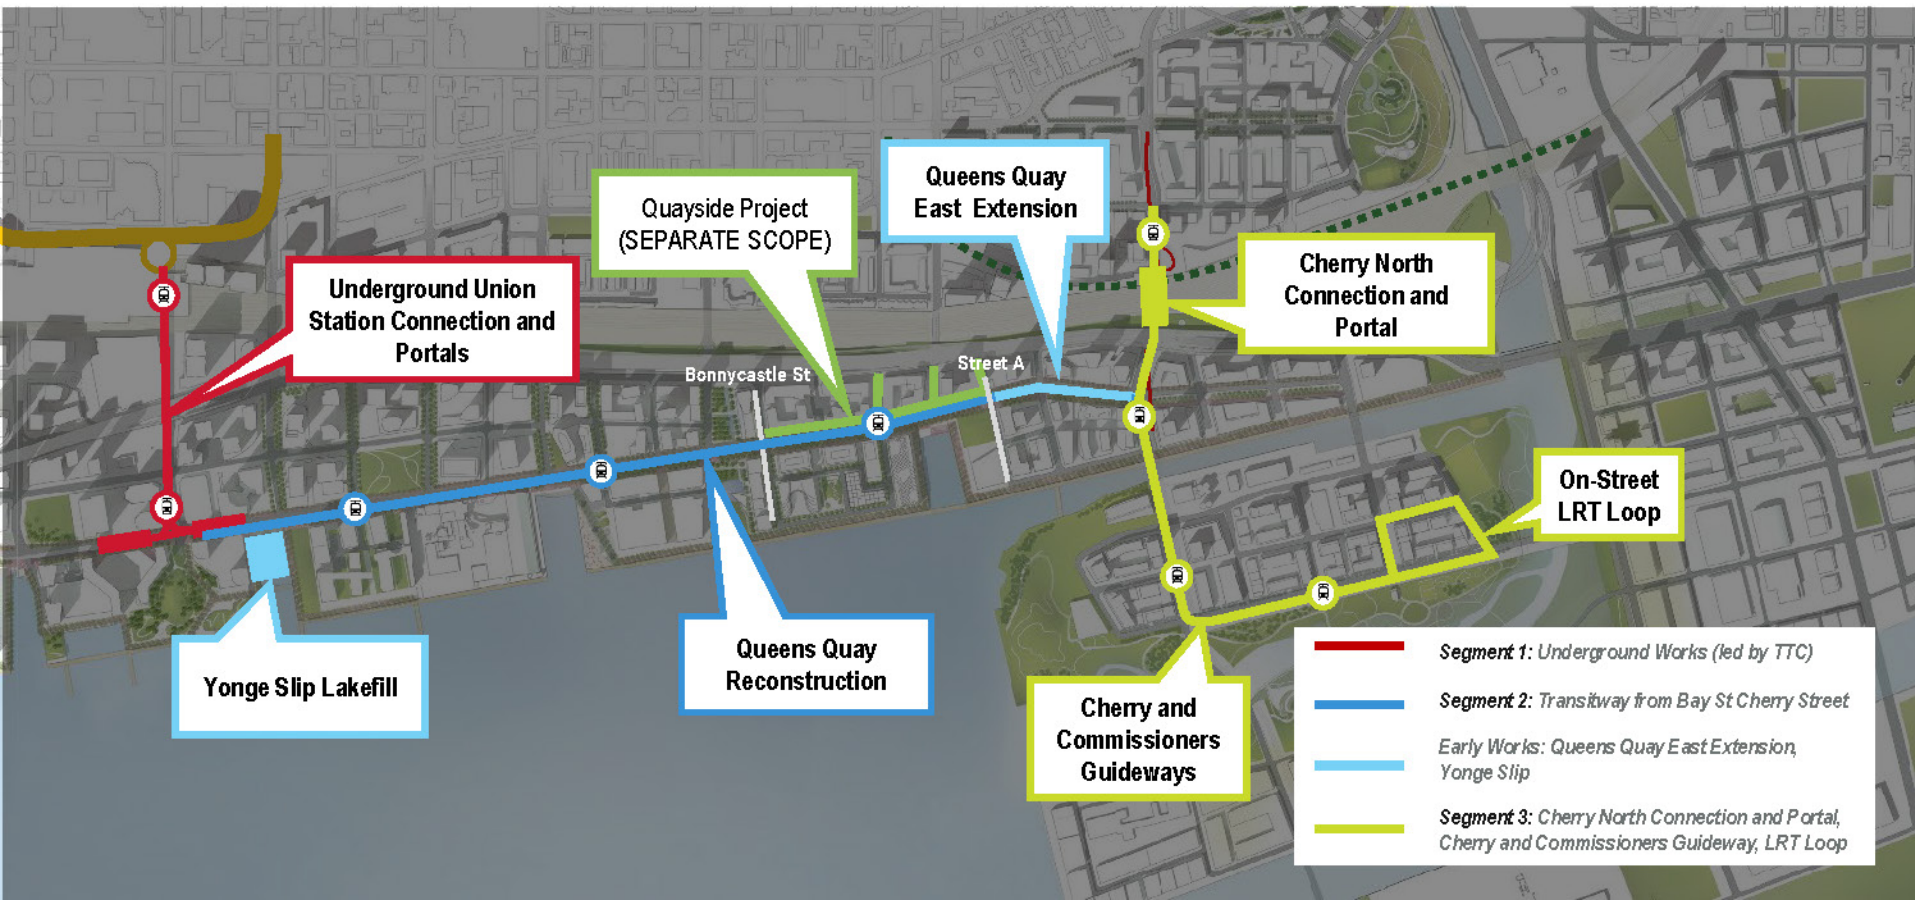 Queens Quay
East Extension
Quayside Project
(SEPARATE SCOPE)
Cherry North
Connection and
Portal
Underground Union
Station Connection and
Portals
Bonnycastle St
Street A
On-Street
LRT Loop
Yonge Slip Lakefill
Queens Quay
Reconstruction
Cherry and
Commissioners
Guideways
Segment 1: Underground Works (led by TTC)
Segment 2: Transitway from Bay St Cherry Street
Early Works: Queens Quay East Extension,
Yonge Slip
Segment 3: Cherry North Connection and Portal,
Cherry and Commissioners Guideway, LRT Loop